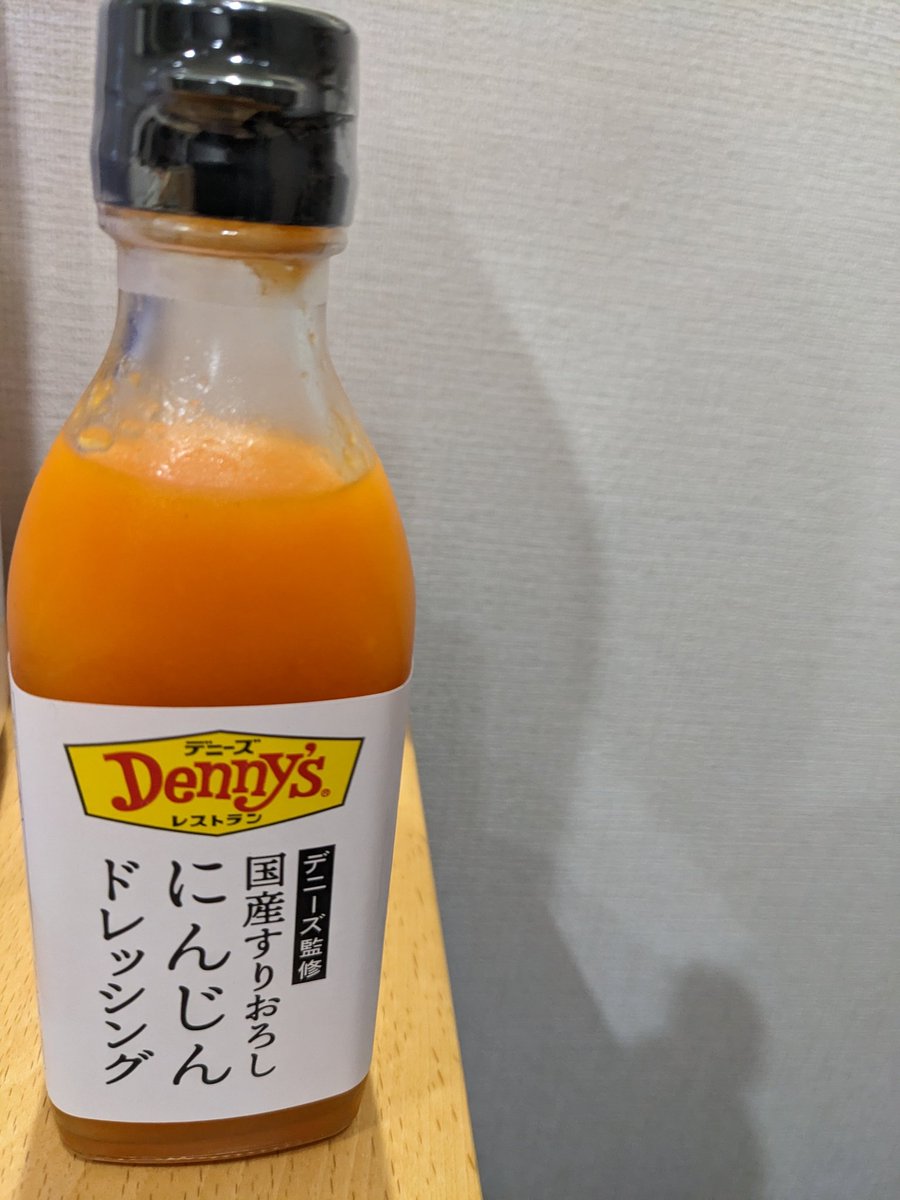 デニーズ
Denny's®
レストラン
デニーズ監修
国産すりおろし
にんじん
ドレッシング